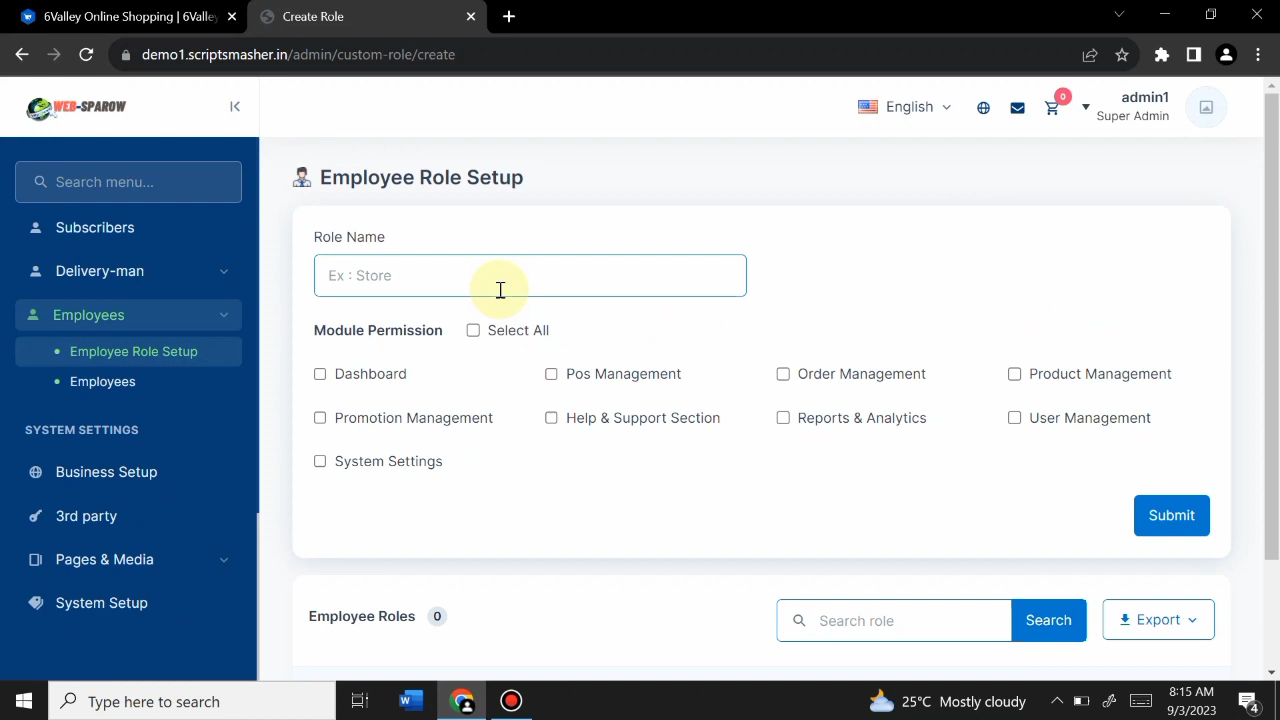 6Valley Online Shopping | 6Valley
Create Role
demo1.scriptsmasher.in/admin/custom-role/create
WEB-SPAROW
English
0
admin1
Super Admin
Search menu...
Subscribers
Delivery-man
Employees
Employee Role Setup
Employees
SYSTEM SETTINGS
Business Setup
3rd party
Pages & Media
System Setup
Employee Role Setup
Role Name
Ex : Store
Module Permission Select All
Dashboard Pos Management Order Management Product Management
Promotion Management Help & Support Section Reports & Analytics User Management
System Settings
Submit
Employee Roles 0
Search role Search Export
Type here to search
25°C Mostly cloudy
8:15 AM
9/3/2023
4